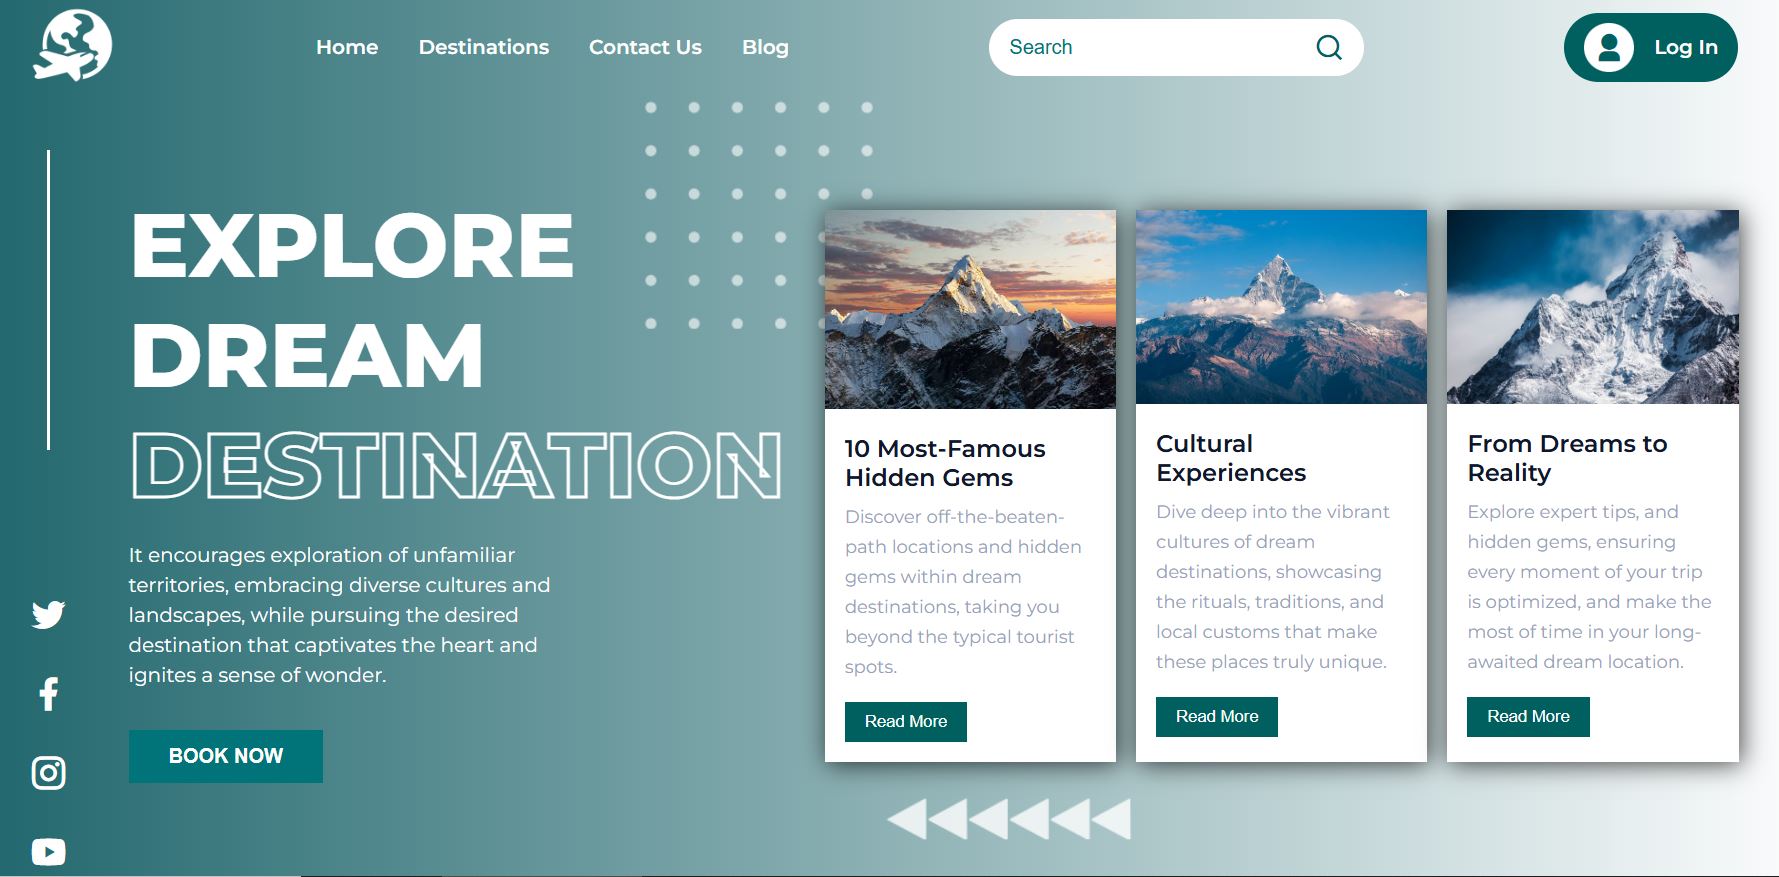 Home Destinations Contact Us Blog Search Log In
EXPLORE
DREAM
DESTINATION
It encourages exploration of unfamiliar
territories, embracing diverse cultures and
landscapes, while pursuing the desired
destination that captivates the heart and
ignites a sense of wonder.
BOOK NOW
10 Most-Famous
Hidden Gems
Discover off-the-beaten-
path locations and hidden
gems within dream
destinations, taking you
beyond the typical tourist
spots.
Read More
Cultural
Experiences
Dive deep into the vibrant
cultures of dream
destinations, showcasing
the rituals, traditions, and
local customs that make
these places truly unique.
Read More
From Dreams to
Reality
Explore expert tips, and
hidden gems, ensuring
every moment of your trip
is optimized, and make the
most of time in your long-
awaited dream location.
Read More